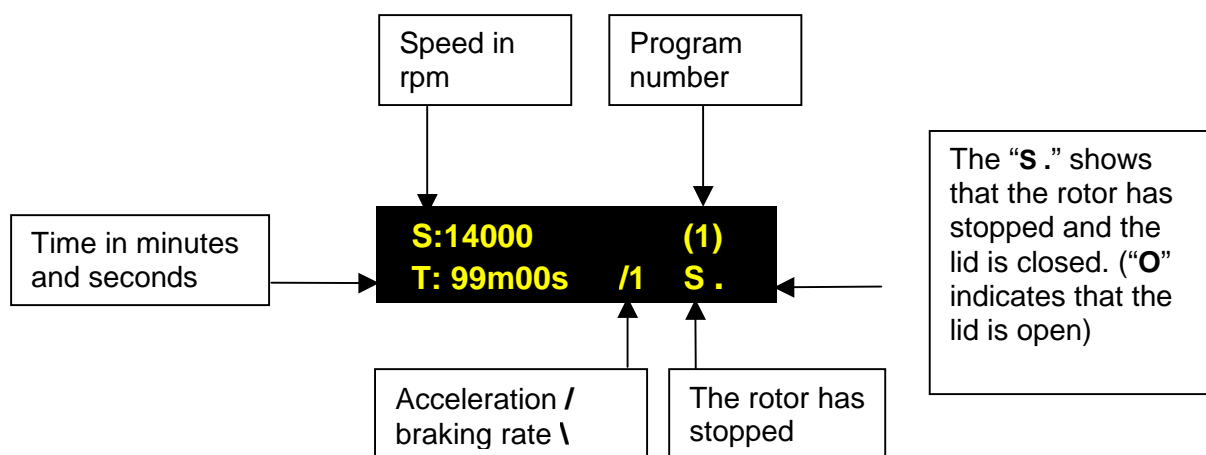 Speed in
rpm
Program
number
Time in minutes
and seconds
S:14000 (1)
T: 99m00s /1 S .
The “S .” shows
that the rotor has
stopped and the
lid is closed. (“O”
indicates that the
lid is open)
Acceleration /
braking rate \
The rotor has
stopped